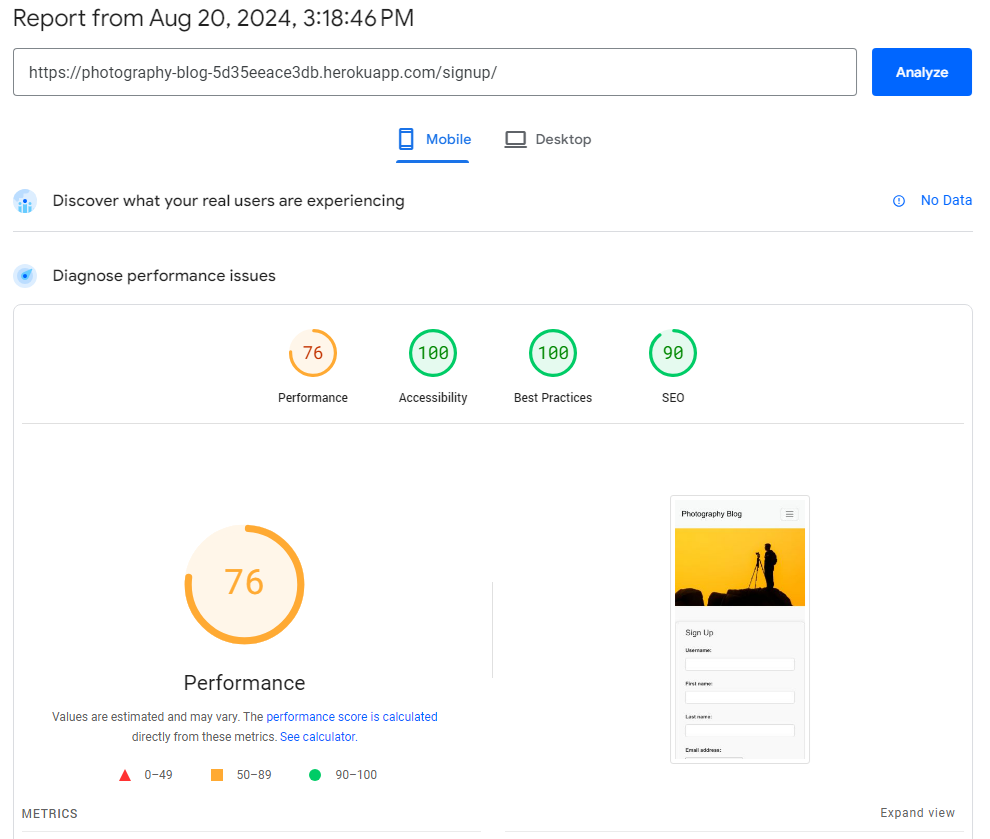 Report from Aug 20, 2024, 3:18:46 PM
https://photography-blog-5d35eeace3db.herokuapp.com/signup/
Analyze
Mobile
Desktop
Discover what your real users are experiencing
No Data
Diagnose performance issues
76
100
100
90
Performance
Accessibility
Best Practices
SEO
76
Performance
Values are estimated and may vary. The performance score is calculated
directly from these metrics. See calculator.
0–49
50–89
90–100
Photography Blog
Sign Up
Username:
First name:
Last name:
Email address:
METRICS
Expand view